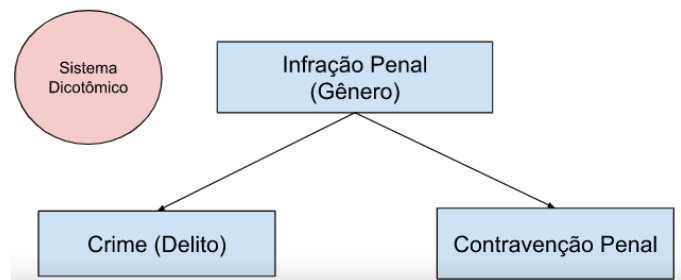 Sistema
Dicotômico
Infração Penal
(Gênero)
Crime (Delito)
Contravenção Penal